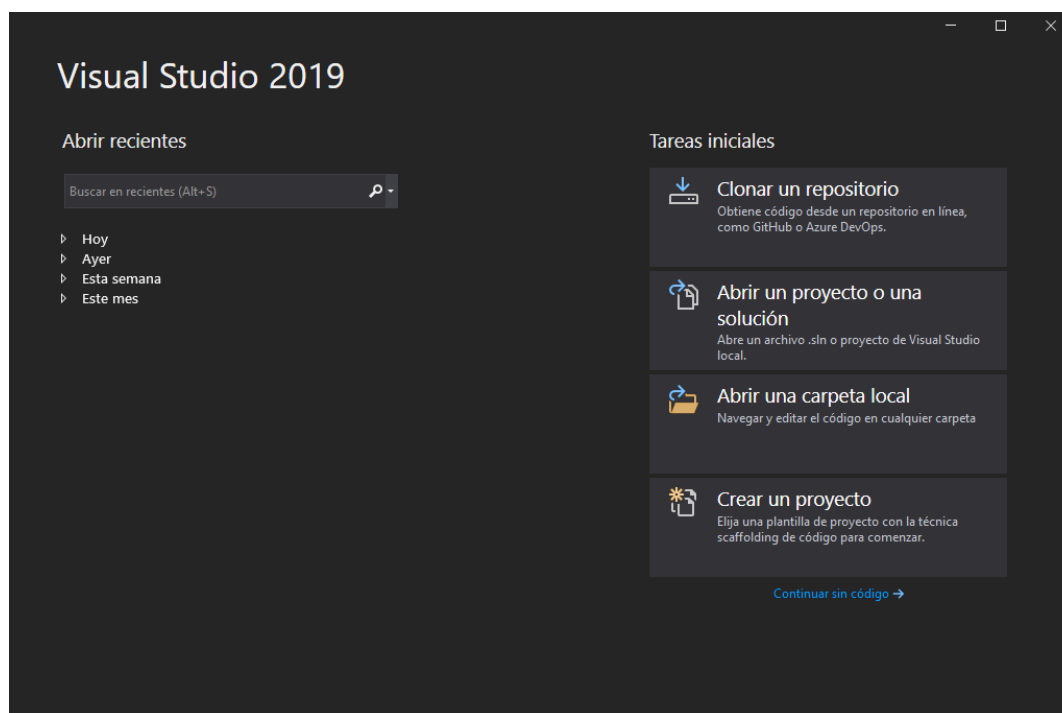 Visual Studio 2019
Abrir recientes
Buscar en recientes (Alt+S)
Hoy
Ayer
Esta semana
Este mes
Tareas iniciales
Clonar un repositorio
Obtiene código desde un repositorio en línea,
como GitHub o Azure DevOps.
Abrir un proyecto o una
solución
Abre un archivo .sln o proyecto de Visual Studio
local.
Abrir una carpeta local
Navegar y editar el código en cualquier carpeta
Crear un proyecto
Elija una plantilla de proyecto con la técnica
scaffolding de código para comenzar.
Continuar sin código →